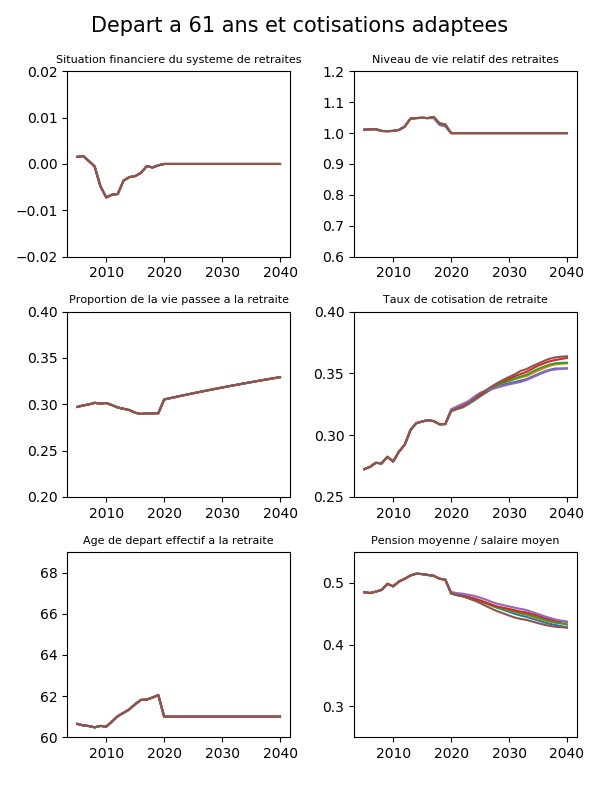 Depart a 61 ans et cotisations adaptees
Situation financiere du systeme de retraites
0.02
0.01
0.00
−0.01
−0.02
2010 2020 2030 2040
Niveau de vie relatif des retraites
1.2
1.1
1.0
0.9
0.8
0.7
0.6
2010 2020 2030 2040
Proportion de la vie passee a la retraite
0.40
0.35
0.30
0.25
0.20
2010 2020 2030 2040
Taux de cotisation de retraite
0.40
0.35
0.30
0.25
2010 2020 2030 2040
Age de depart effectif a la retraite
68
66
64
62
60
2010 2020 2030 2040
Pension moyenne / salaire moyen
0.5
0.4
0.3
2010 2020 2030 2040